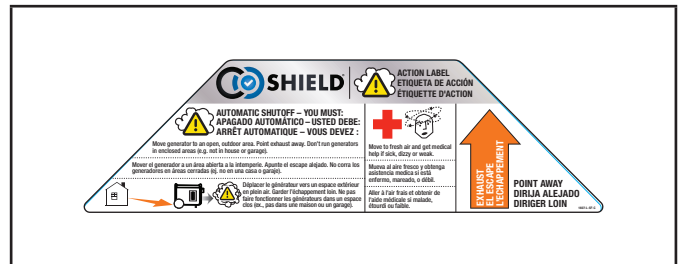 CO SHIELD
ACTION LABEL
ETIQUETA DE ACCIÓN
ÉTIQUETTE D'ACTION
AUTOMATIC SHUTOFF – YOU MUST:
APAGADO AUTOMÁTICO – USTED DEBE:
ARRÊT AUTOMATIQUE – VOUS DEVEZ :
Move generator to an open, outdoor area. Point exhaust away. Don't run generators
in enclosed areas (e.g. not in house or garage).
Mover el generador a un área abierta a la intemperie. Apunte el escape alejado. No corra los
generadores en áreas cerradas (ej. no en una casa o garaje).
Déplacer le générateur vers un espace extérieur
en plein air. Garder l'échappement loin. Ne pas
faire fonctionner les générateurs dans un espace
clos (ex., pas dans une maison ou un garage).
Move to fresh air and get medical
help if sick, dizzy or weak.
Mueva al aire fresco y obtenga
asistencia medica si está
enfermo, mareado, o débil.
Aller à l'air frais et obtenir de
l'aide médicale si malade,
étourdi ou faible.
EXHAUST
EL ESCAPE
L'ÉCHAPPEMENT
POINT AWAY
DIRIJA ALEJADO
DIRIGER LOIN